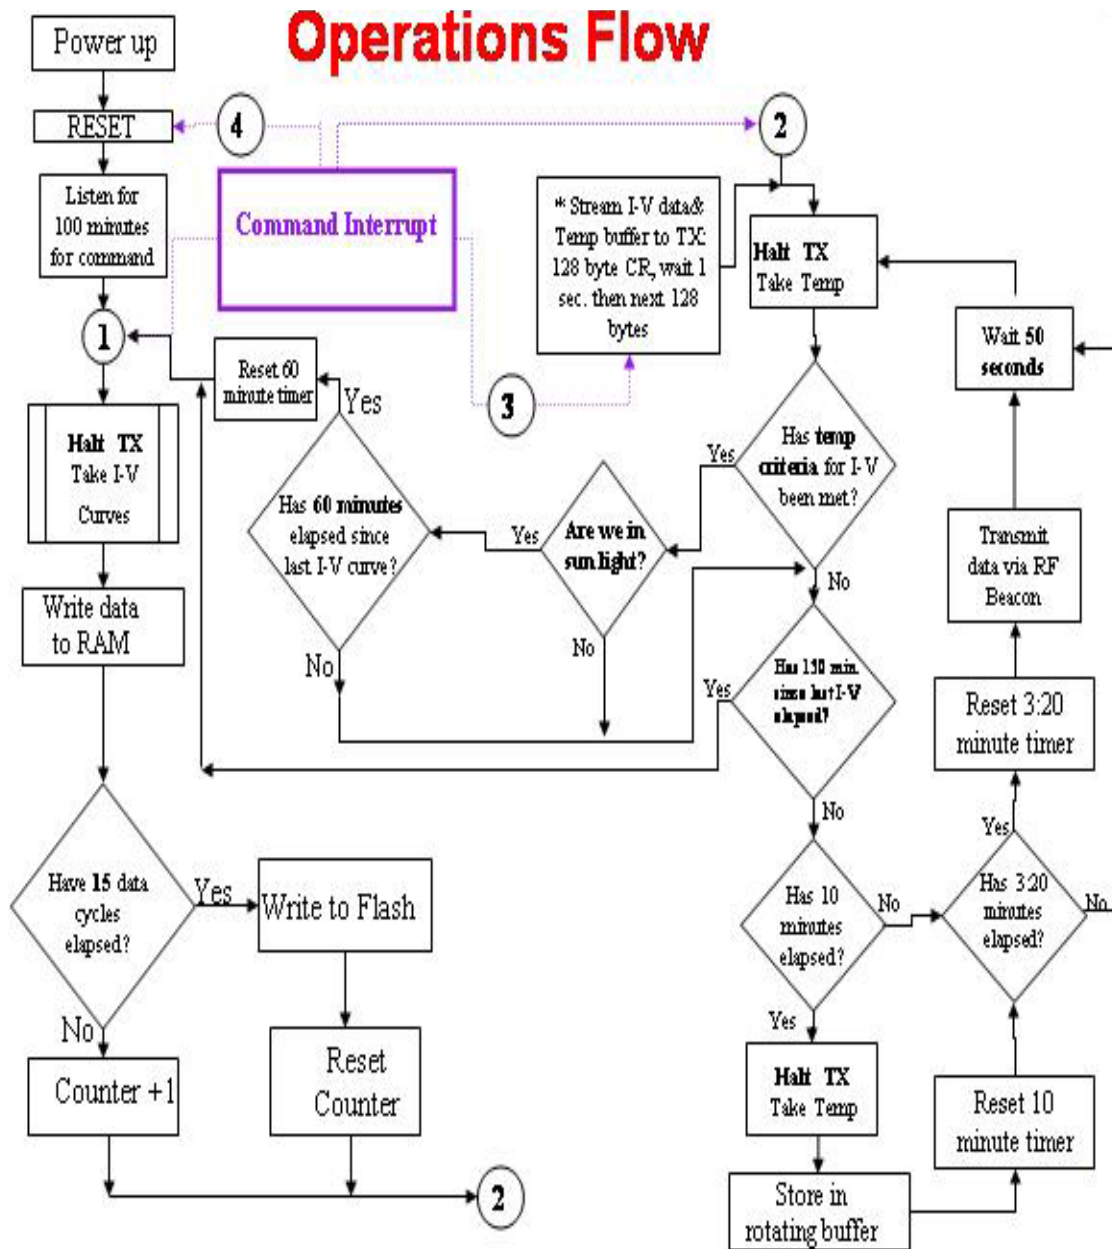 Operations Flow
Power up
RESET
4
2
Listen for
100 minutes
for command
Command Interrupt
* Stream I-V data&
Temp buffer to TX:
128 byte CR, wait 1
sec. then next 128
bytes
Halt TX
Take Temp
1
Reset 60
minute timer
Wait 50
seconds
3
Yes
Halt TX
Take I-V
Curves
Has 60 minutes
elapsed since
last I-V curve?
Yes
Are we in
sun light?
Yes
Has temp
criteria for I-V
been met?
Transmit
data via RF
Beacon
No
Write data
to RAM
No
No
Yes
Has 150 min.
since last I-V
elapsed?
Reset 3:20
minute timer
No
Yes
Have 15 data
cycles
elapsed?
Yes
Write to Flash
Has 10
minutes
elapsed?
No
Has 3:20
minutes
elapsed?
No
No
Yes
Counter +1
Reset
Counter
Halt TX
Take Temp
Reset 10
minute timer
2
Store in
rotating buffer